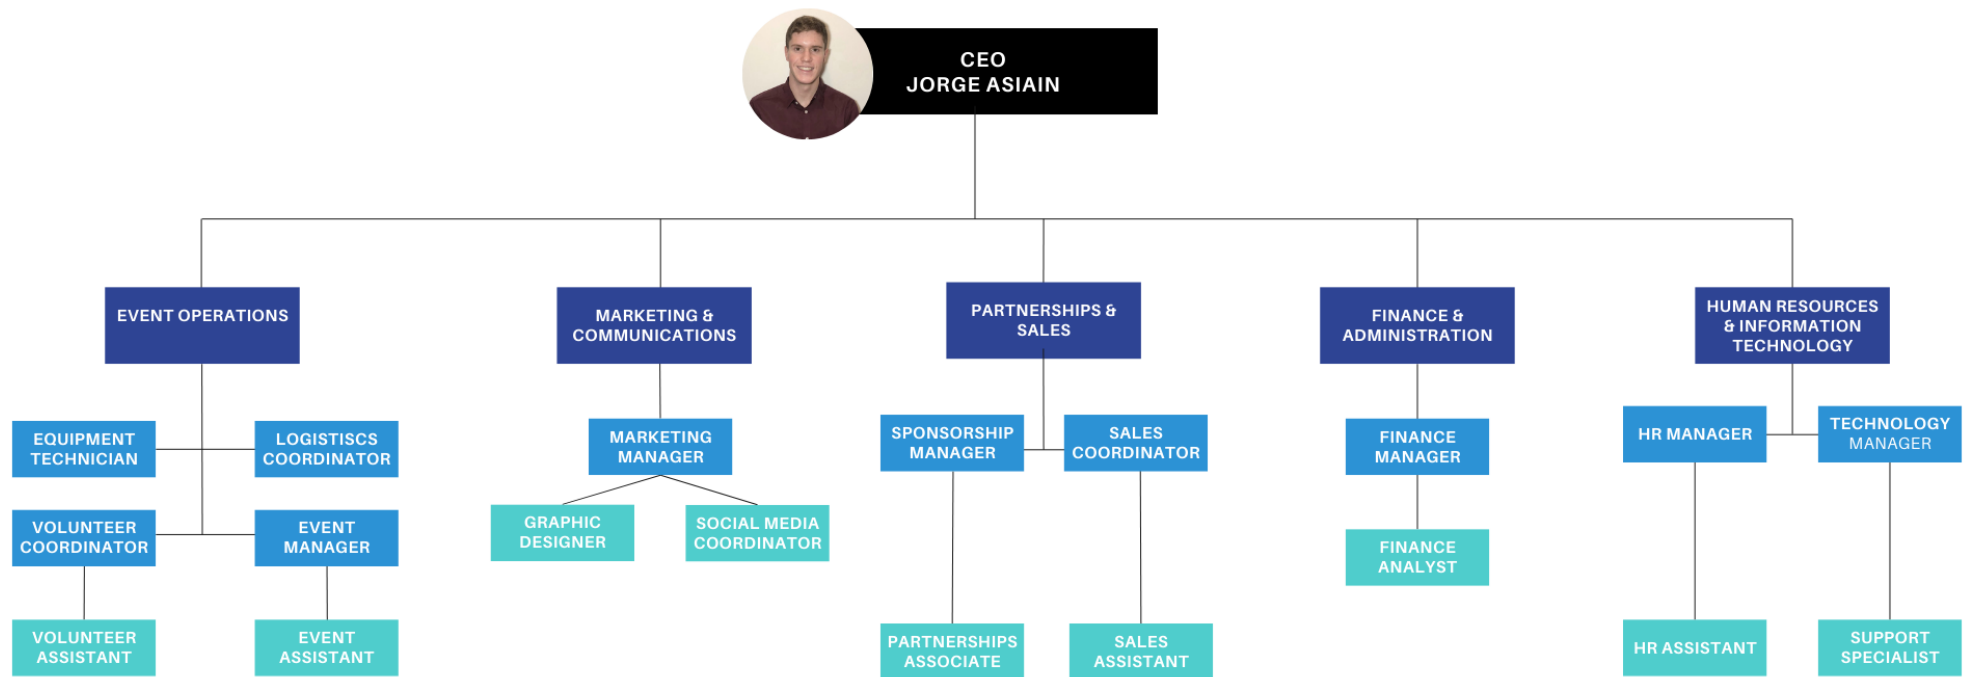 CEO
JORGE ASIAIN
EVENT OPERATIONS
MARKETING &
COMMUNICATIONS
PARTNERSHIPS &
SALES
FINANCE &
ADMINISTRATION
HUMAN RESOURCES
& INFORMATION
TECHNOLOGY
EQUIPMENT
TECHNICIAN
LOGISTISCS
COORDINATOR
VOLUNTEER
COORDINATOR
EVENT
MANAGER
VOLUNTEER
ASSISTANT
EVENT
ASSISTANT
MARKETING
MANAGER
GRAPHIC
DESIGNER
SOCIAL MEDIA
COORDINATOR
SPONSORSHIP
MANAGER
SALES
COORDINATOR
PARTNERSHIPS
ASSOCIATE
SALES
ASSISTANT
FINANCE
MANAGER
FINANCE
ANALYST
HR MANAGER
TECHNOLOGY
MANAGER
HR ASSISTANT
SUPPORT
SPECIALIST